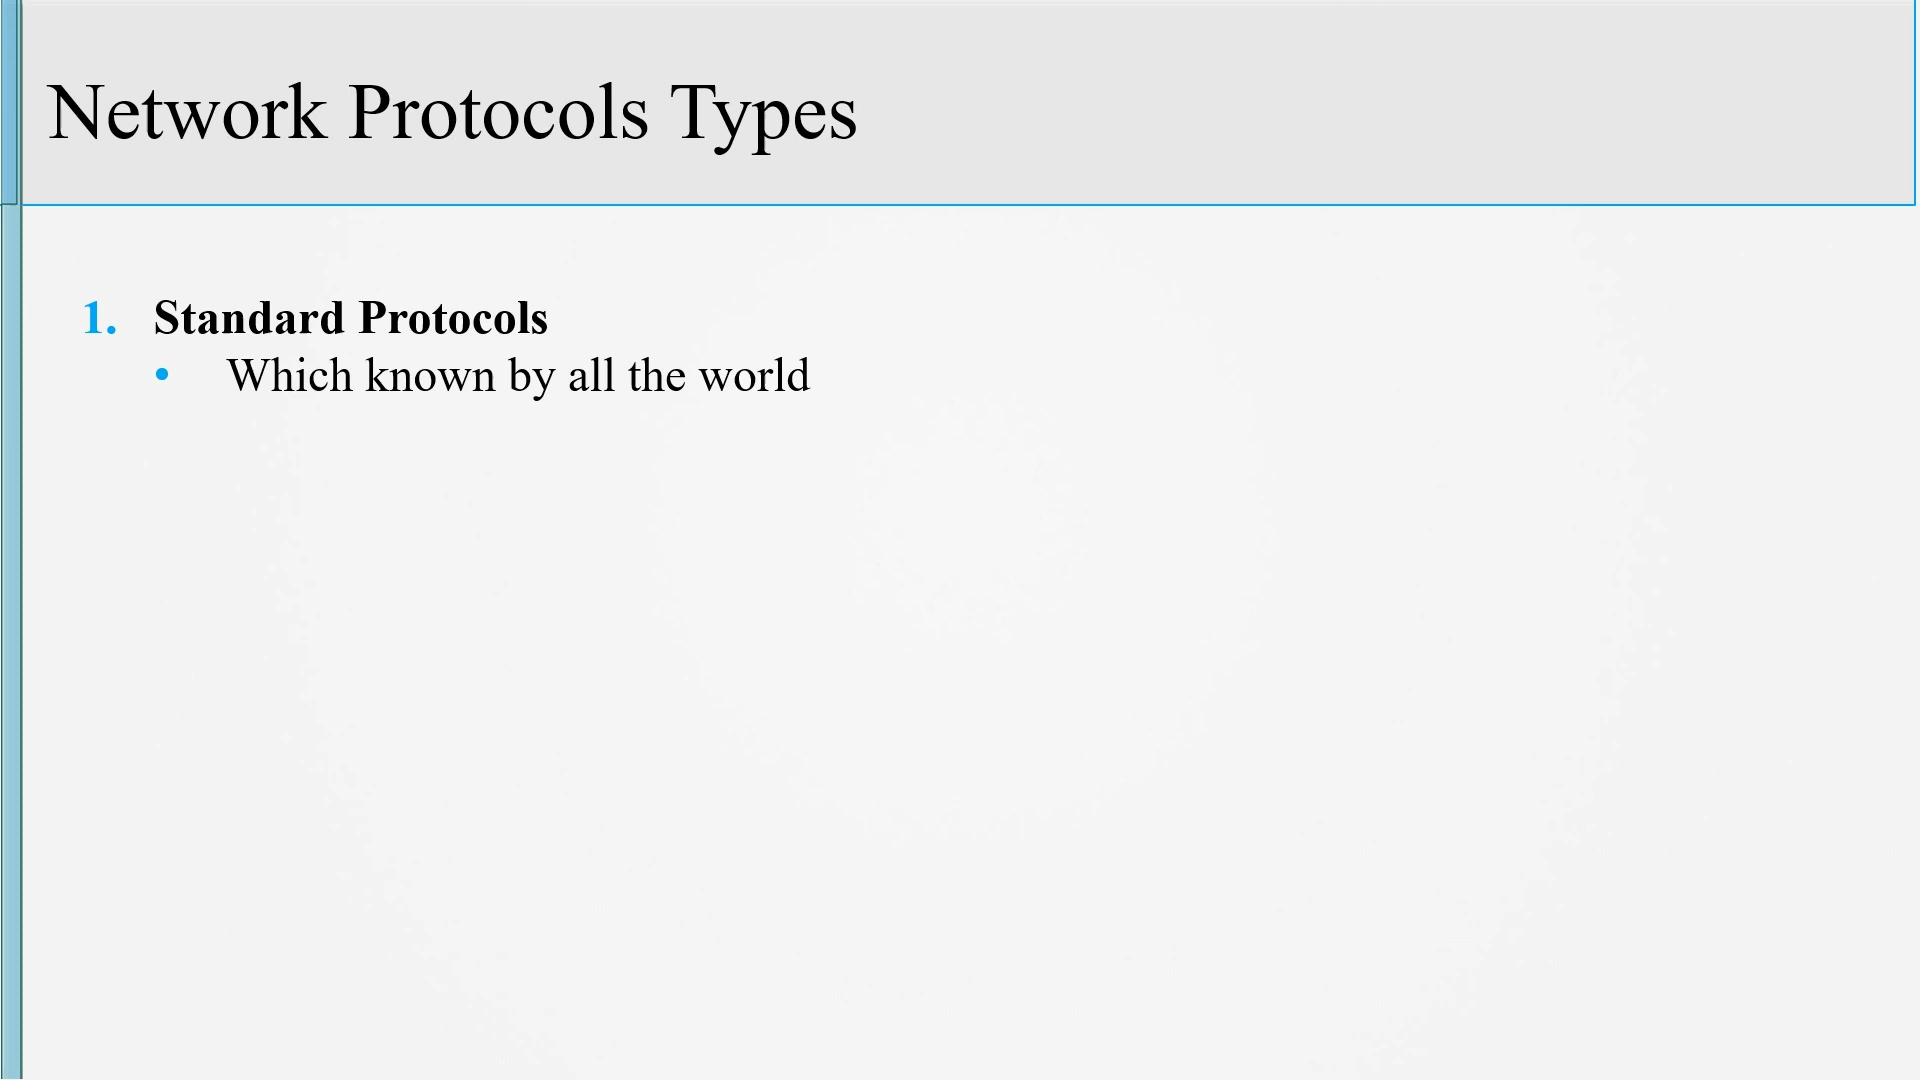 Network Protocols Types
1. Standard Protocols
• Which known by all the world